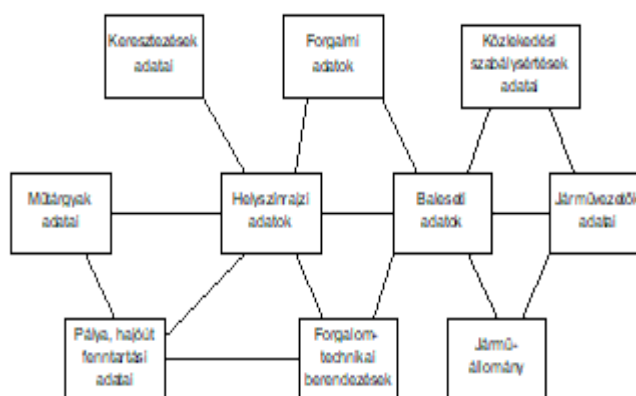 Keresztezések
adatai
Forgalmi
adatok
Közlekedési
szabálysértések
adatai
Műtárgyak
adatai
Helyszínrajzi
adatok
Baleseti
adatok
Járművezetők
adatai
Pálya, hajóút
fenntartási
adatai
Forgalom-
technikai
berendezések
Jármű-
állomány